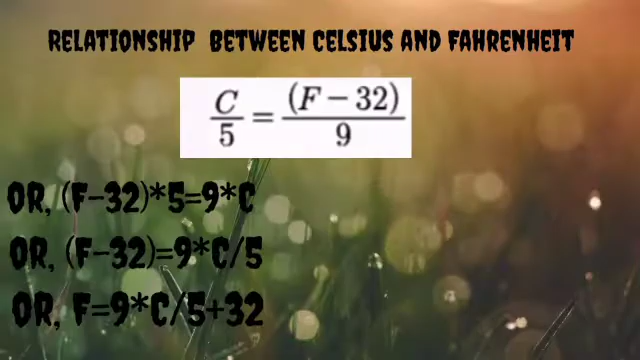 RELATIONSHIP BETWEEN CELSIUS AND FAHRENHEIT
C/5 = (F − 32)/9
OR, (F-32)*5=9*C
OR, (F-32)=9*C/5
OR, F=9*C/5+32